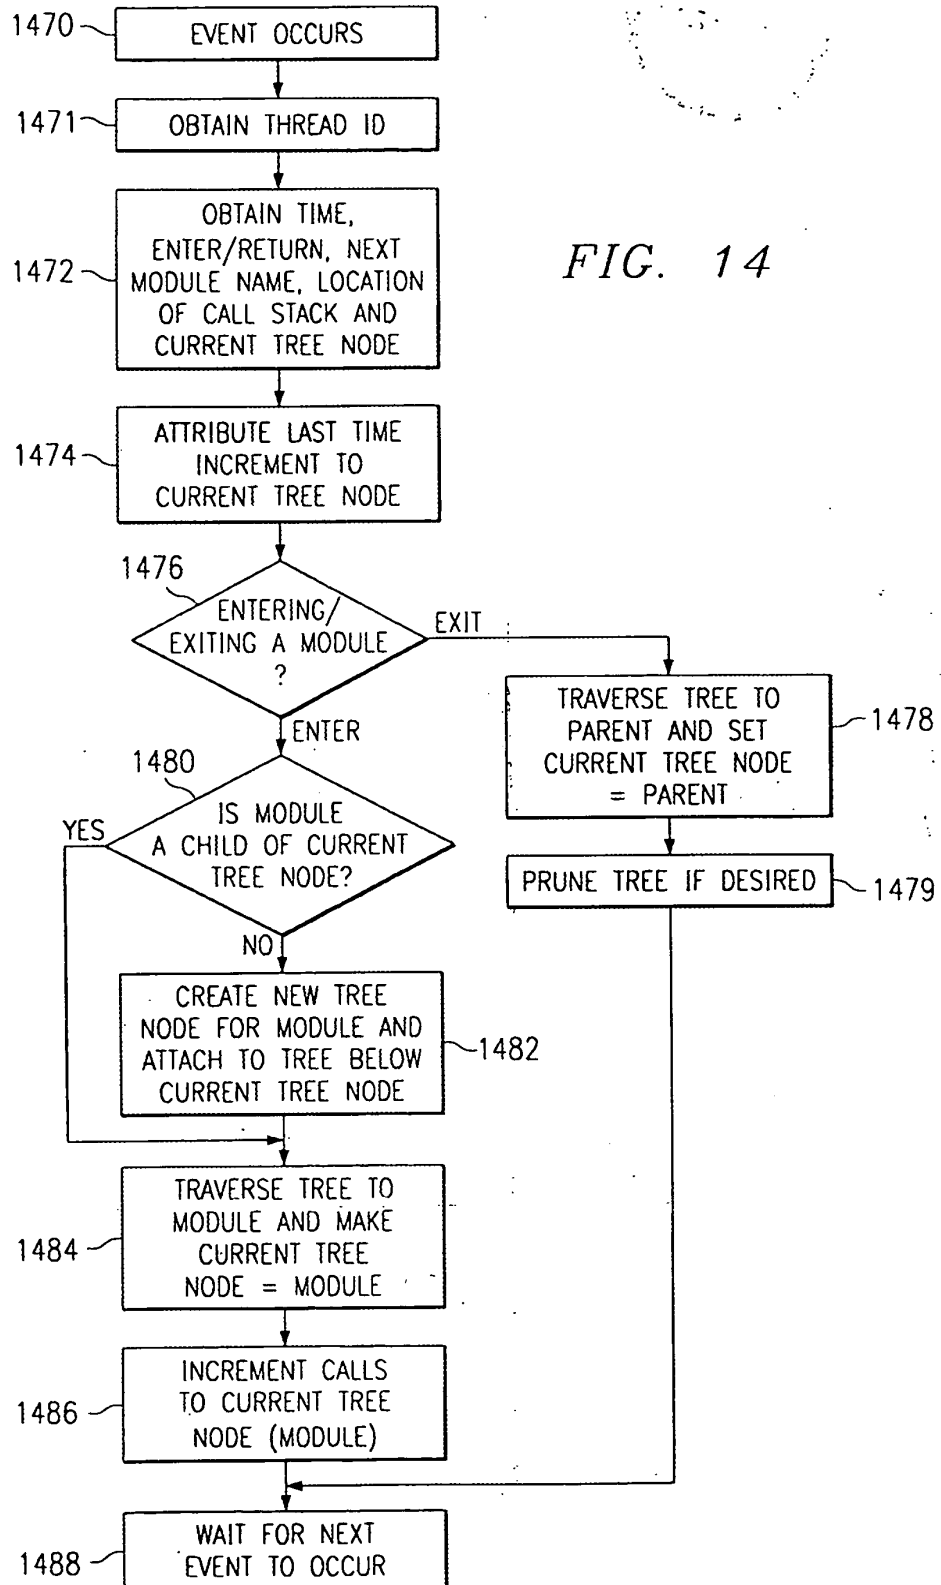 1470
EVENT OCCURS
1471
OBTAIN THREAD ID
1472
OBTAIN TIME,
ENTER/RETURN, NEXT
MODULE NAME, LOCATION
OF CALL STACK AND
CURRENT TREE NODE
FIG. 14
1474
ATTRIBUTE LAST TIME
INCREMENT TO
CURRENT TREE NODE
1476
ENTERING/
EXITING A MODULE
?
EXIT
ENTER
1478
TRAVERSE TREE TO
PARENT AND SET
CURRENT TREE NODE
= PARENT
1479
PRUNE TREE IF DESIRED
1480
IS MODULE
A CHILD OF CURRENT
TREE NODE?
YES
NO
CREATE NEW TREE
NODE FOR MODULE AND
ATTACH TO TREE BELOW
CURRENT TREE NODE
1482
1484
TRAVERSE TREE TO
MODULE AND MAKE
CURRENT TREE
NODE = MODULE
1486
INCREMENT CALLS
TO CURRENT TREE
NODE (MODULE)
1488
WAIT FOR NEXT
EVENT TO OCCUR